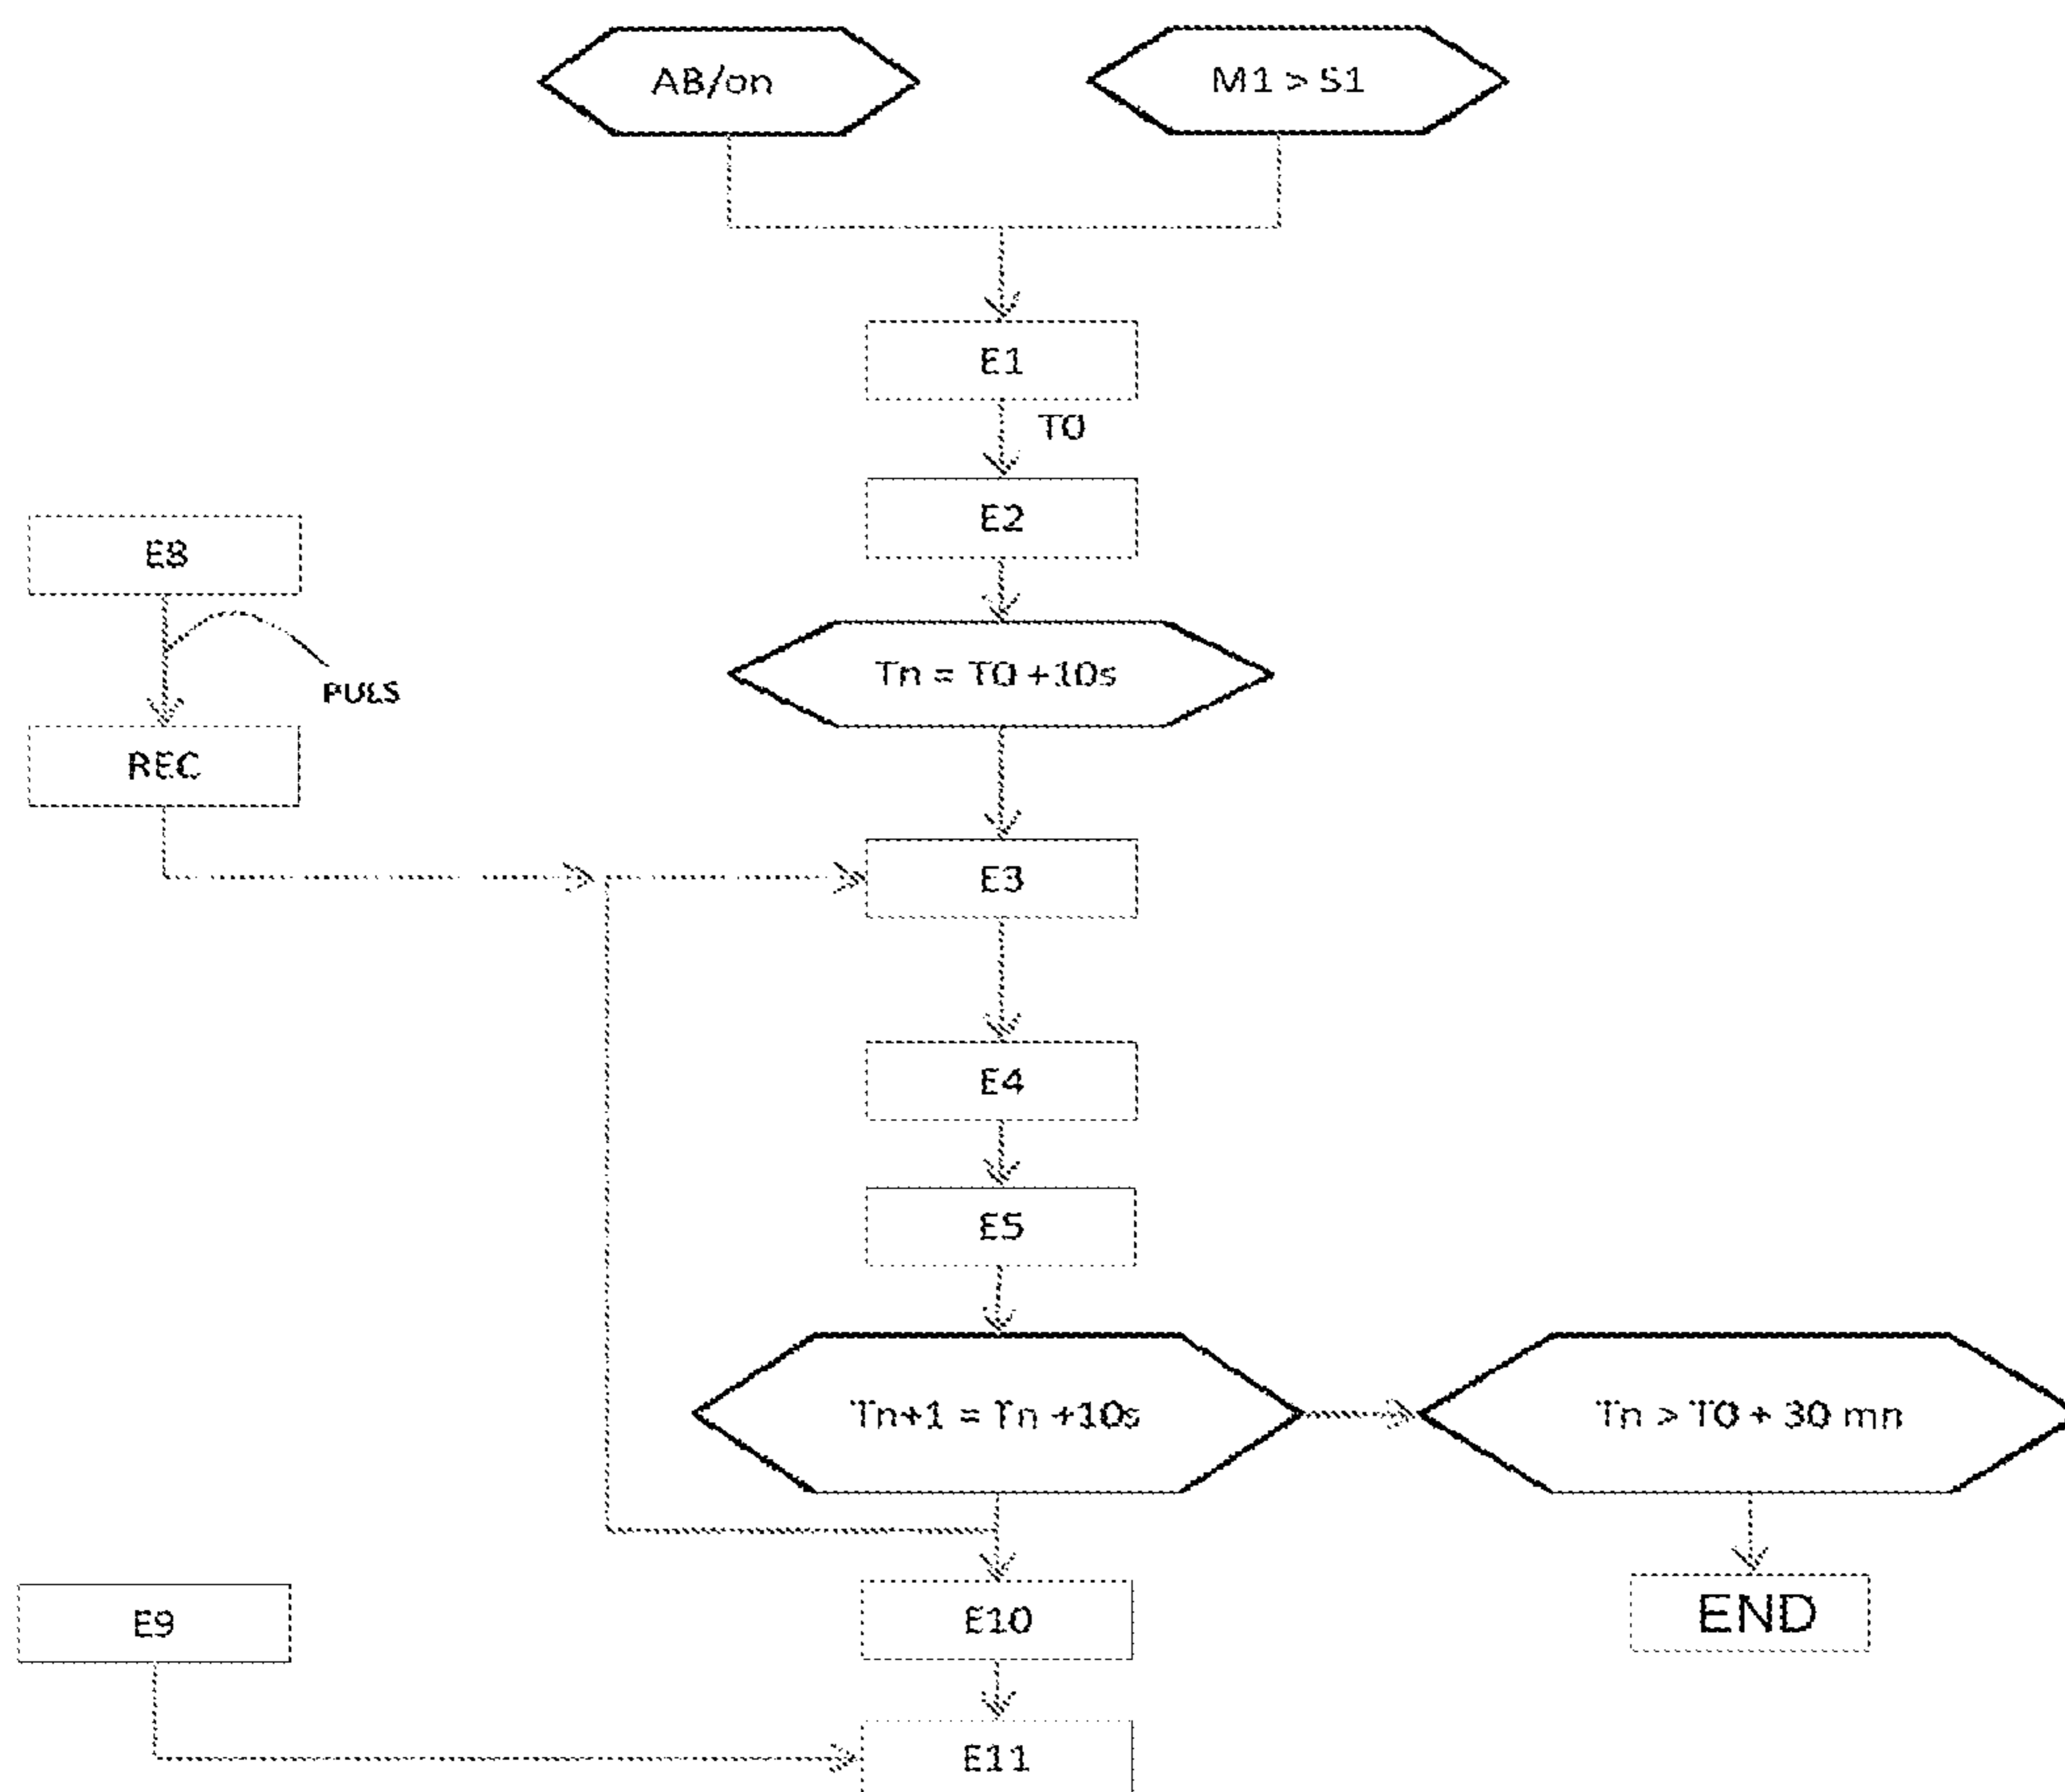 AB/on
M1 > S1
E1
T0
E2
E8
PULS
Tn = T0 +10s
REC
E3
E4
E5
Tn+1 = Tn +10s
Tn > T0 + 30 mn
E9
E10
END
E11